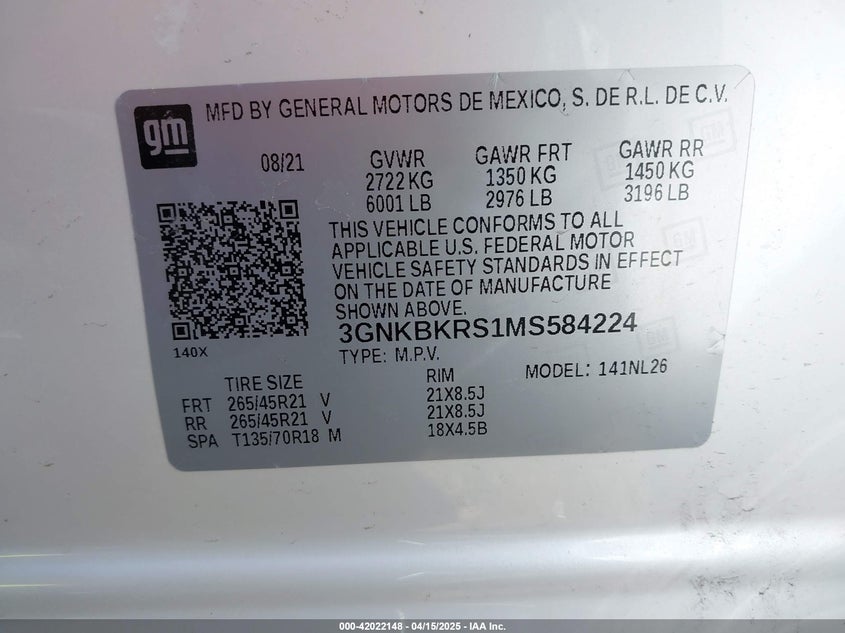 gm
MFD BY GENERAL MOTORS DE MEXICO, S. DE R.L. DE C.V.
08/21
GVWR
2722 KG
6001 LB
GAWR FRT
1350 KG
2976 LB
GAWR RR
1450 KG
3196 LB
THIS VEHICLE CONFORMS TO ALL
APPLICABLE U.S. FEDERAL MOTOR
VEHICLE SAFETY STANDARDS IN EFFECT
ON THE DATE OF MANUFACTURE
SHOWN ABOVE.
140X
3GNKBKRS1MS584224
TYPE: M.P.V.
MODEL: 141NL26
TIRE SIZE
RIM
FRT 265/45R21 V 21X8.5J
RR 265/45R21 V 21X8.5J
SPA T135/70R18 M 18X4.5B
000-42022148 - 04/15/2025 - IAA Inc.